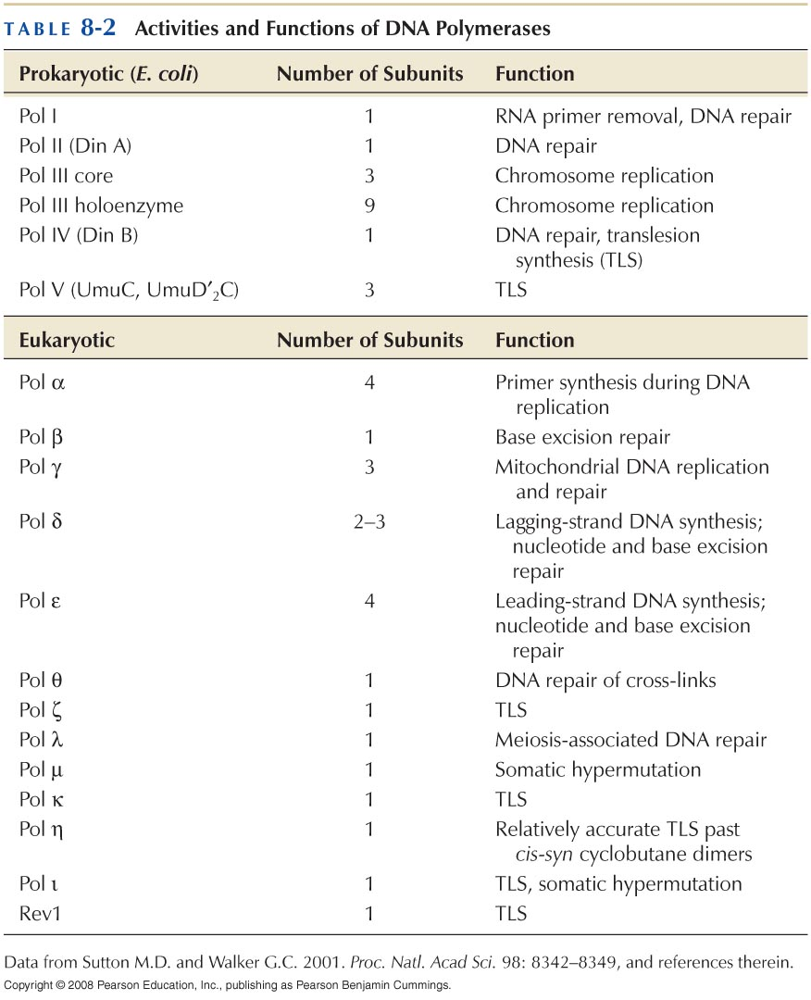 TABLE 8-2 Activities and Functions of DNA Polymerases
Prokaryotic (E. coli) Number of Subunits Function
Pol I 1 RNA primer removal, DNA repair
Pol II (Din A) 1 DNA repair
Pol III core 3 Chromosome replication
Pol III holoenzyme 9 Chromosome replication
Pol IV (Din B) 1 DNA repair, translesion
synthesis (TLS)
Pol V (UmuC, UmuD′₂C) 3 TLS
Eukaryotic Number of Subunits Function
Pol α 4 Primer synthesis during DNA
replication
Pol β 1 Base excision repair
Pol γ 3 Mitochondrial DNA replication
and repair
Pol δ 2–3 Lagging-strand DNA synthesis;
nucleotide and base excision
repair
Pol ε 4 Leading-strand DNA synthesis;
nucleotide and base excision
repair
Pol θ 1 DNA repair of cross-links
Pol ζ 1 TLS
Pol λ 1 Meiosis-associated DNA repair
Pol μ 1 Somatic hypermutation
Pol κ 1 TLS
Pol η 1 Relatively accurate TLS past
cis-syn cyclobutane dimers
Pol ι 1 TLS, somatic hypermutation
Rev1 1 TLS
Data from Sutton M.D. and Walker G.C. 2001. Proc. Natl. Acad Sci. 98: 8342–8349, and references therein.
Copyright © 2008 Pearson Education, Inc., publishing as Pearson Benjamin Cummings.